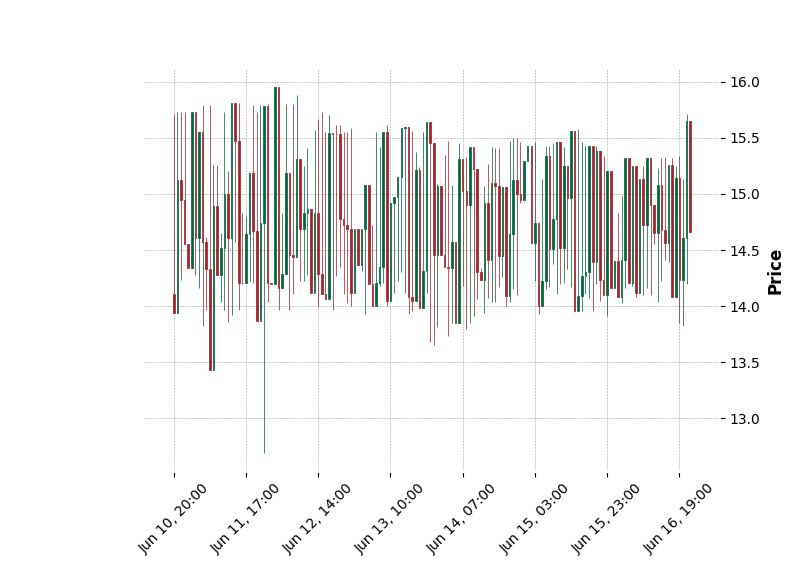 16.0
15.5
15.0
14.5
14.0
13.5
13.0
Price
Jun 10, 20:00
Jun 11, 17:00
Jun 12, 14:00
Jun 13, 10:00
Jun 14, 07:00
Jun 15, 03:00
Jun 15, 23:00
Jun 16, 19:00